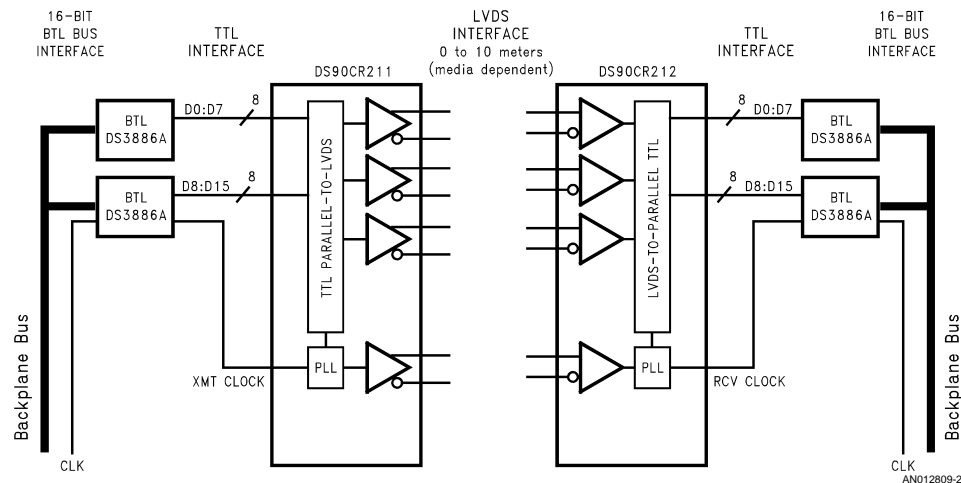 16-BIT
BTL BUS
INTERFACE
TTL
INTERFACE
LVDS
INTERFACE
0 to 10 meters
(media dependent)
TTL
INTERFACE
16-BIT
BTL BUS
INTERFACE
DS90CR211
DS90CR212
BTL
DS3886A
D0:D7
8
BTL
DS3886A
D8:D15
8
TTL PARALLEL-TO-LVDS
PLL
XMT CLOCK
LVDS-TO-PARALLEL TTL
PLL
RCV CLOCK
8
D0:D7
BTL
DS3886A
8
D8:D15
BTL
DS3886A
Backplane Bus
CLK
Backplane Bus
CLK
AN012809-2